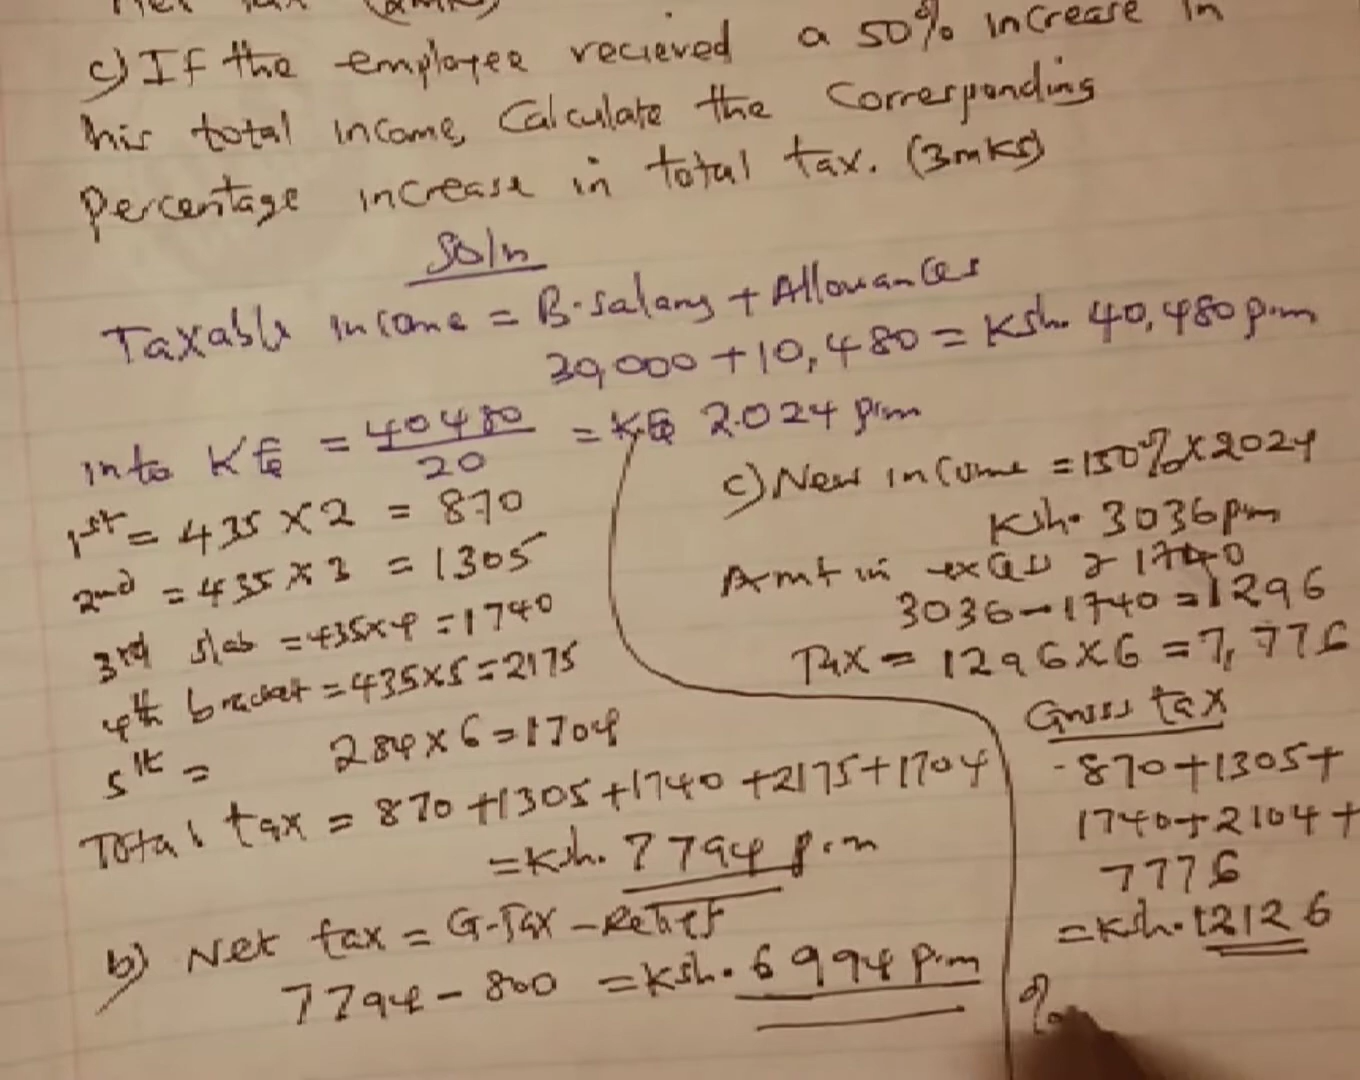 Net Tax (2mks)
c) If the employee recieved a 50% increase in
his total income, Calculate the Corresponding
Percentage increase in total tax. (3mks)
Soln
Taxable income = B.salary + Allowances
30,000 + 10,480 = Ksh. 40,480 p.m
into K£ = 40480/20 = K£ 2024 p.m
1st = 435 × 2 = 870
2nd = 435 × 3 = 1305
3rd slab = 435×4 = 1740
4th bracket = 435×5 = 2175
5th = 284 × 6 = 1704
Total tax = 870 + 1305 + 1740 + 2175 + 1704
= Ksh. 7794 p.m
b) Net tax = G.Tax - Relief
7794 - 800 = Ksh. 6994 p.m
c) New income = 150% × 2024
Ksh. 3036 pm
Amt in 1740
3036 - 1740 = 1296
Tax = 1296 × 6 = 7,776
Gross tax
870 + 1305 +
1740 + 2104 +
7776
= Ksh. 12126
%